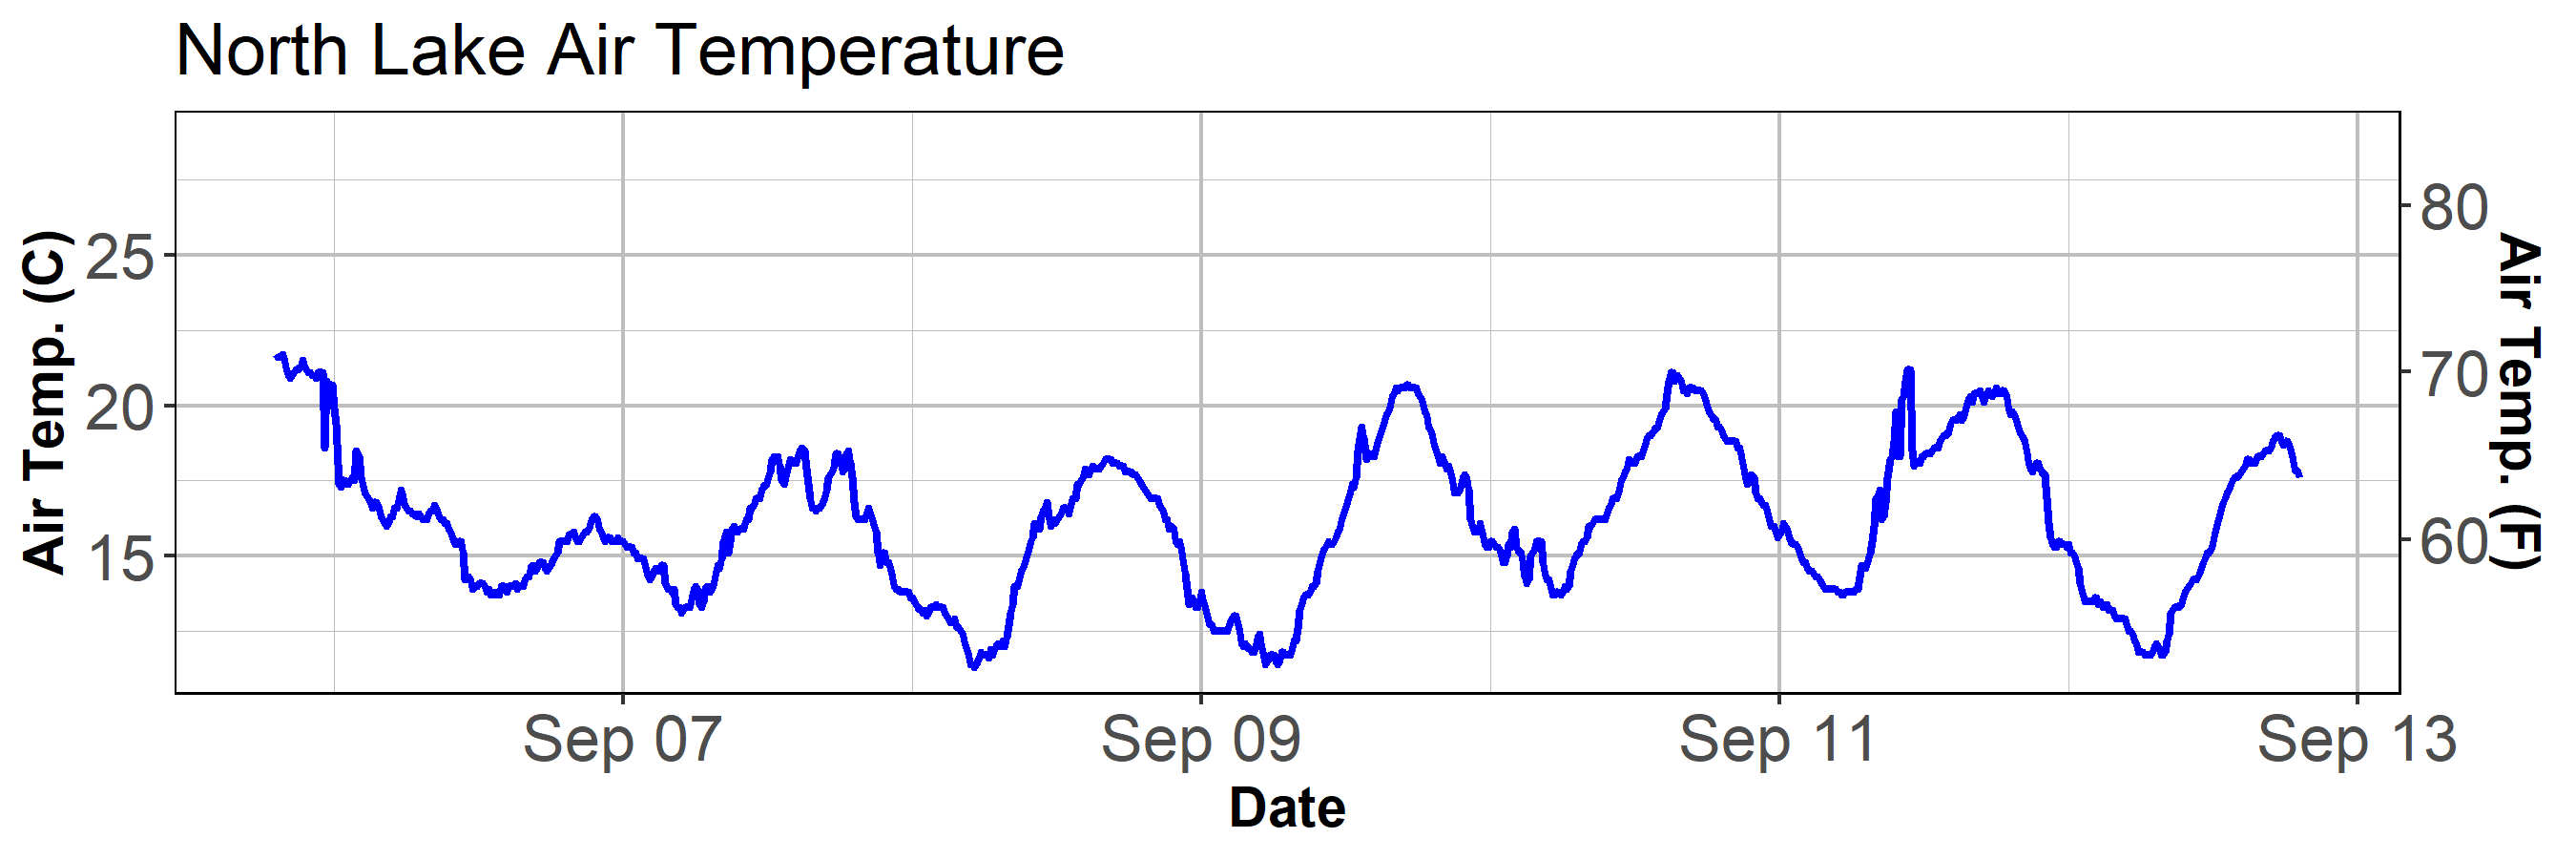 North Lake Air Temperature
Air Temp. (C)
25
20
15
80
70
60
Air Temp. (F)
Sep 07
Sep 09
Sep 11
Sep 13
Date